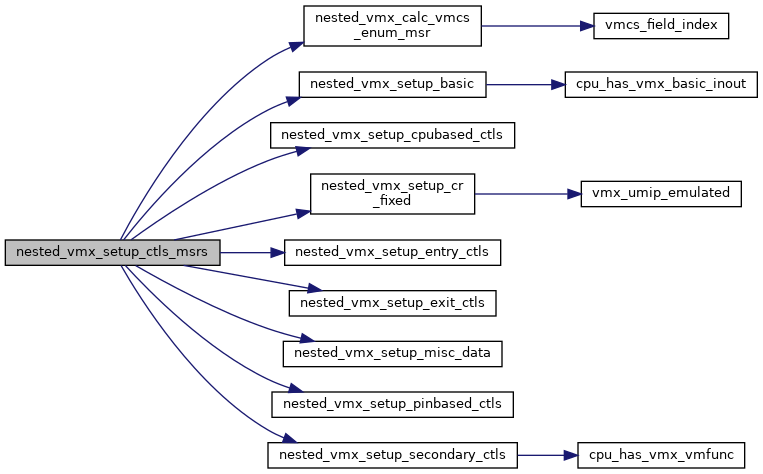 nested_vmx_setup_ctls_msrs
nested_vmx_calc_vmcs
_enum_msr
vmcs_field_index
nested_vmx_setup_basic
cpu_has_vmx_basic_inout
nested_vmx_setup_cpubased_ctls
nested_vmx_setup_cr
_fixed
vmx_umip_emulated
nested_vmx_setup_entry_ctls
nested_vmx_setup_exit_ctls
nested_vmx_setup_misc_data
nested_vmx_setup_pinbased_ctls
nested_vmx_setup_secondary_ctls
cpu_has_vmx_vmfunc